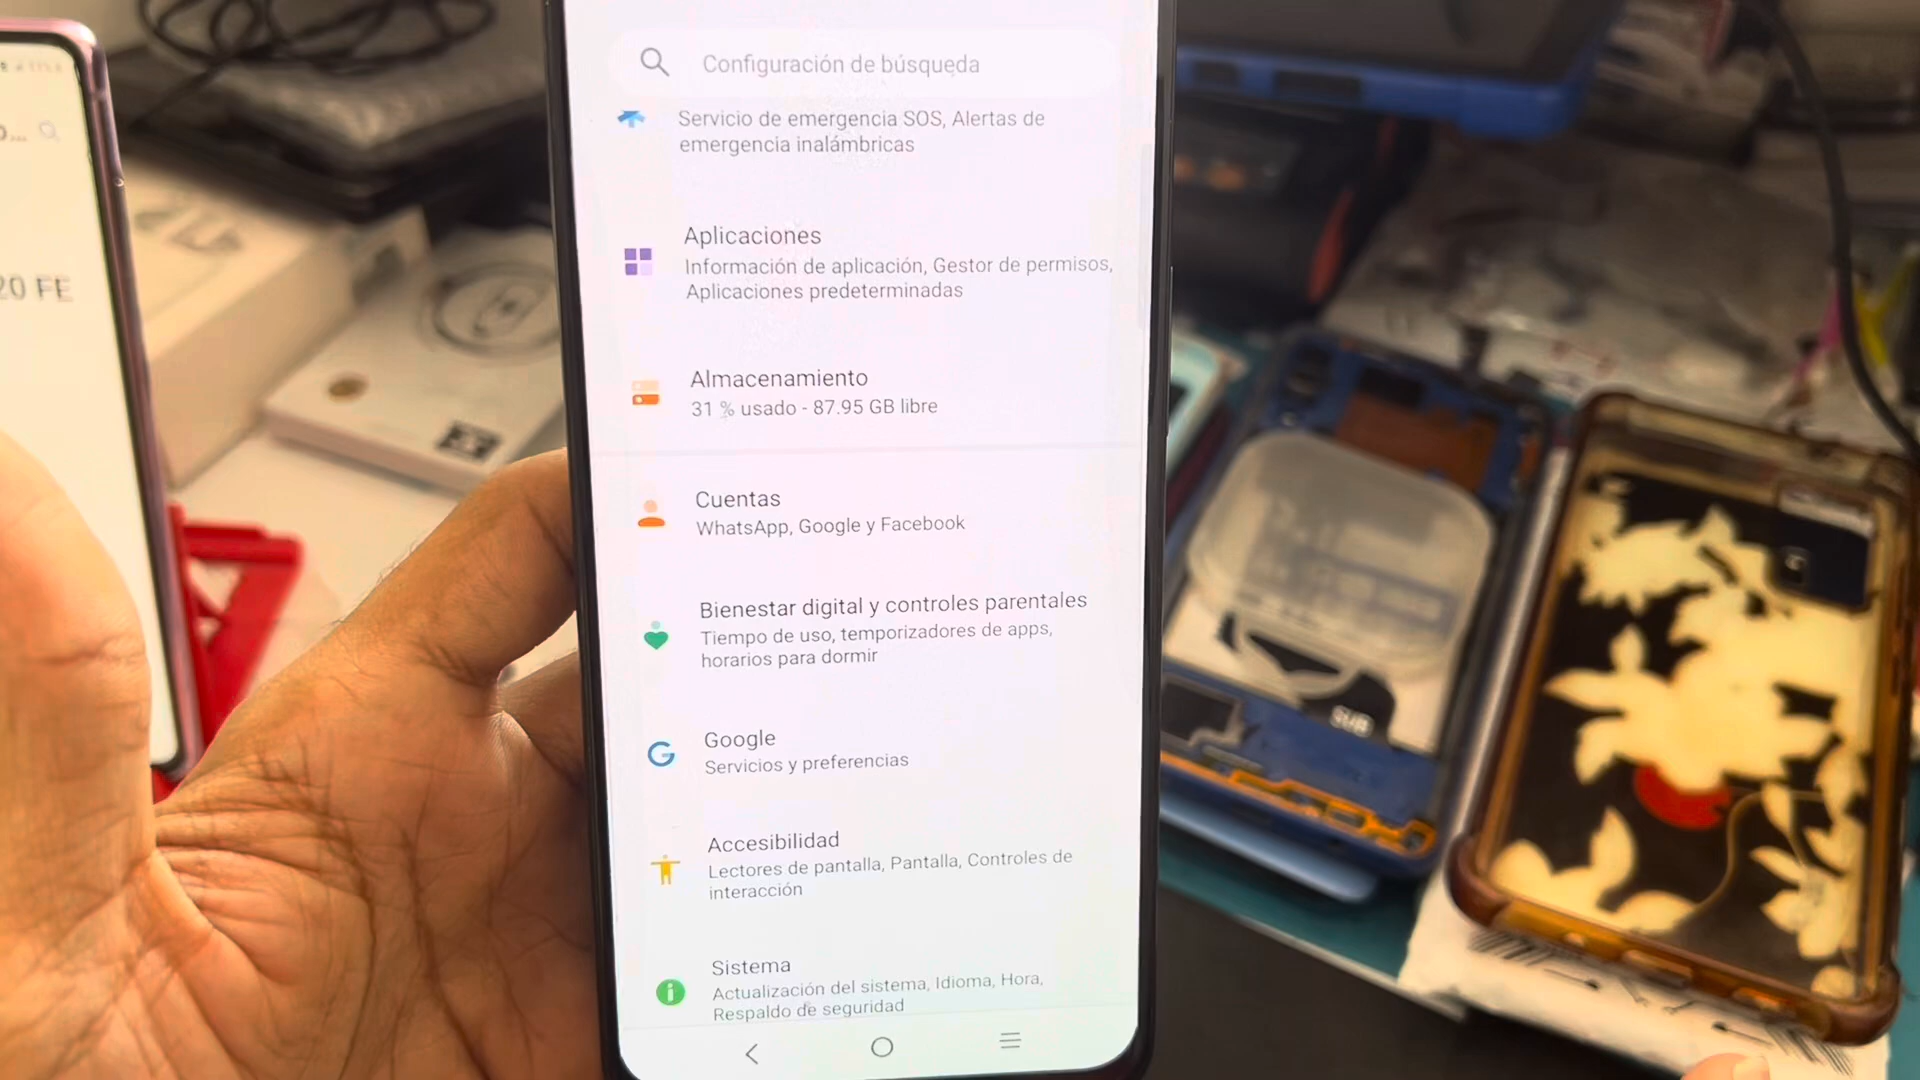 20 FE
Configuración de búsqueda
Servicio de emergencia SOS, Alertas de
emergencia inalámbricas
Aplicaciones
Información de aplicación, Gestor de permisos,
Aplicaciones predeterminadas
Almacenamiento
31 % usado - 87.95 GB libre
Cuentas
WhatsApp, Google y Facebook
Bienestar digital y controles parentales
Tiempo de uso, temporizadores de apps,
horarios para dormir
Google
Servicios y preferencias
Accesibilidad
Lectores de pantalla, Pantalla, Controles de
interacción
Sistema
Actualización del sistema, Idioma, Hora,
Respaldo de seguridad
SUB